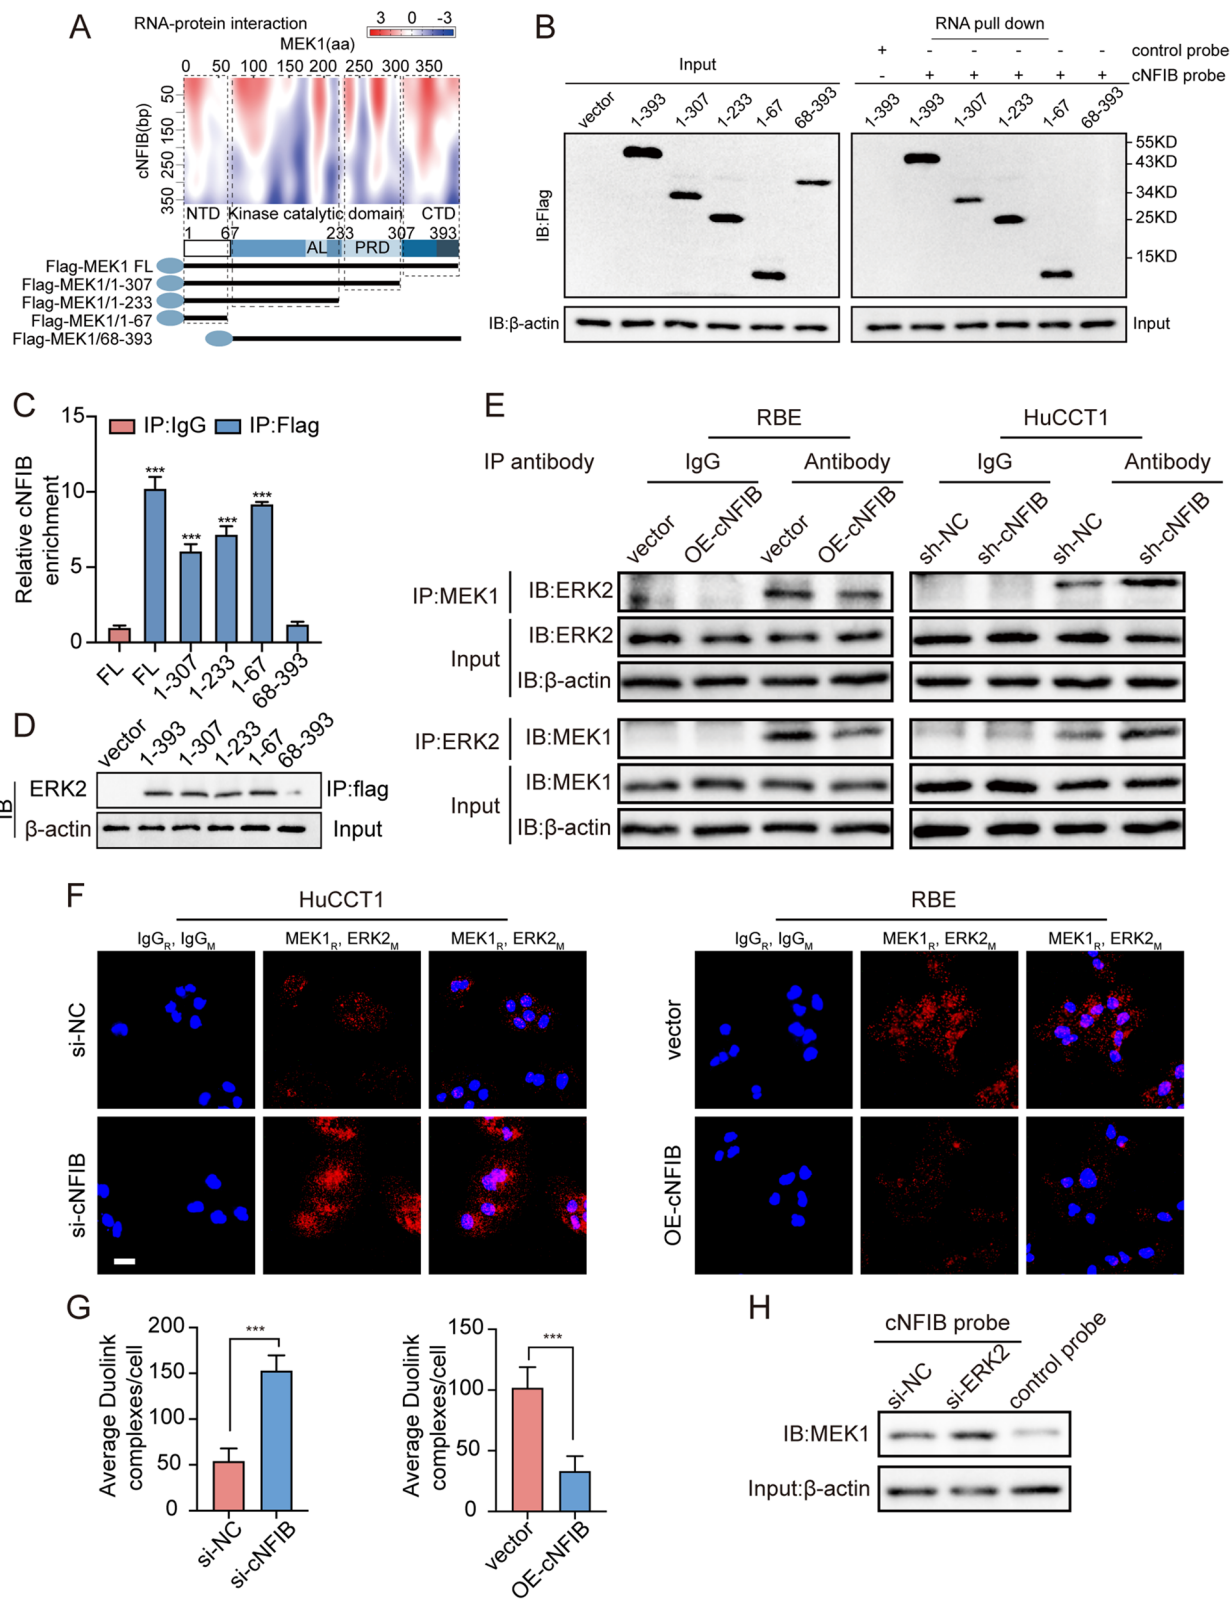 A
RNA-protein interaction
3 0 -3
MEK1(aa)
0 50 100 150 200 250 300 350
cNFIB(bp)
50
150
250
350
NTD Kinase catalytic domain CTD
1 67 233 307 393
AL PRD
Flag-MEK1 FL
Flag-MEK1/1-307
Flag-MEK1/1-233
Flag-MEK1/1-67
Flag-MEK1/68-393
B
RNA pull down
Input
+ - - - - - control probe
- + + + + + cNFIB probe
vector 1-393 1-307 1-233 1-67 68-393
1-393 1-393 1-307 1-233 1-67 68-393
IB:Flag
55KD
43KD
34KD
25KD
15KD
IB:β-actin
Input
C
Relative cNFIB
enrichment
15
10
5
0
IP:IgG IP:Flag
*** *** *** ***
FL FL 1-307 1-233 1-67 68-393
D
vector 1-393 1-307 1-233 1-67 68-393
IB
ERK2 IP:flag
β-actin Input
E
RBE HuCCT1
IP antibody IgG Antibody IgG Antibody
vector OE-cNFIB vector OE-cNFIB sh-NC sh-cNFIB sh-NC sh-cNFIB
IP:MEK1 IB:ERK2
Input IB:ERK2
IB:β-actin
IP:ERK2 IB:MEK1
Input IB:MEK1
IB:β-actin
F
HuCCT1
IgGR, IgGM MEK1R, ERK2M MEK1R, ERK2M
si-NC
si-cNFIB
RBE
IgGR, IgGM MEK1R, ERK2M MEK1R, ERK2M
vector
OE-cNFIB
G
Average Duolink
complexes/cell
200
150
100
50
0
***
si-NC si-cNFIB
Average Duolink
complexes/cell
150
100
50
0
***
vector OE-cNFIB
H
cNFIB probe
si-NC si-ERK2 control probe
IB:MEK1
Input:β-actin